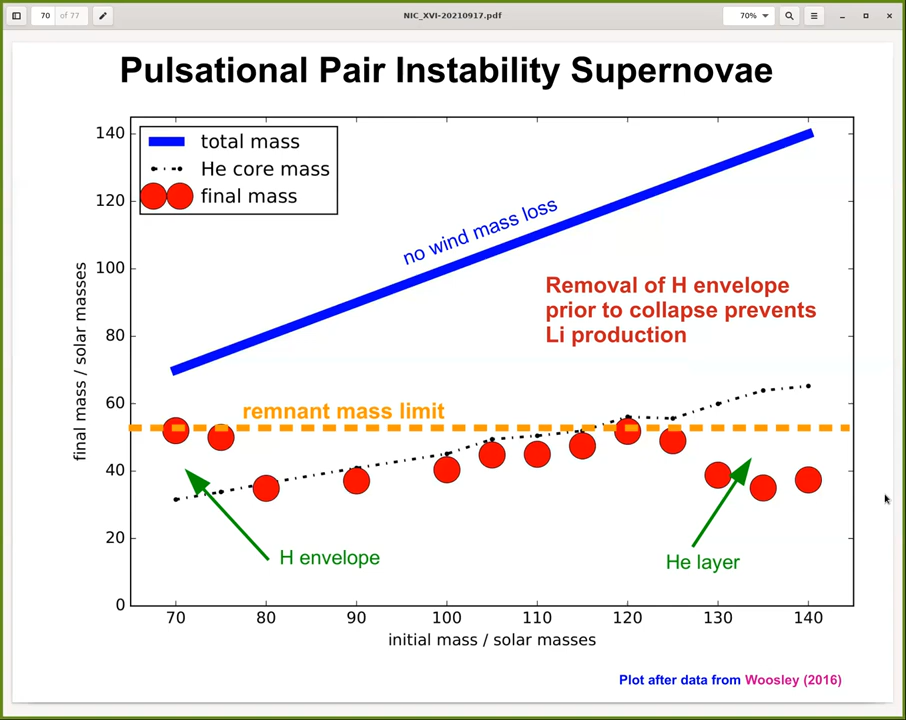 70 of 77
NIC_XVI-20210917.pdf
70%
Pulsational Pair Instability Supernovae
total mass
He core mass
final mass
no wind mass loss
Removal of H envelope
prior to collapse prevents
Li production
remnant mass limit
H envelope
He layer
final mass / solar masses
140
120
100
80
60
40
20
0
70 80 90 100 110 120 130 140
initial mass / solar masses
Plot after data from Woosley (2016)